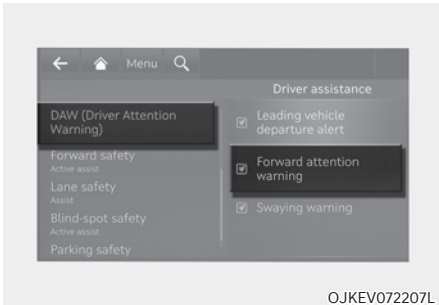 Menu
Driver assistance
DAW (Driver Attention
Warning)
Forward safety
Active assist
Lane safety
Assist
Blind-spot safety
Active assist
Parking safety
Leading vehicle
departure alert
Forward attention
warning
Swaying warning
OJKEV072207L